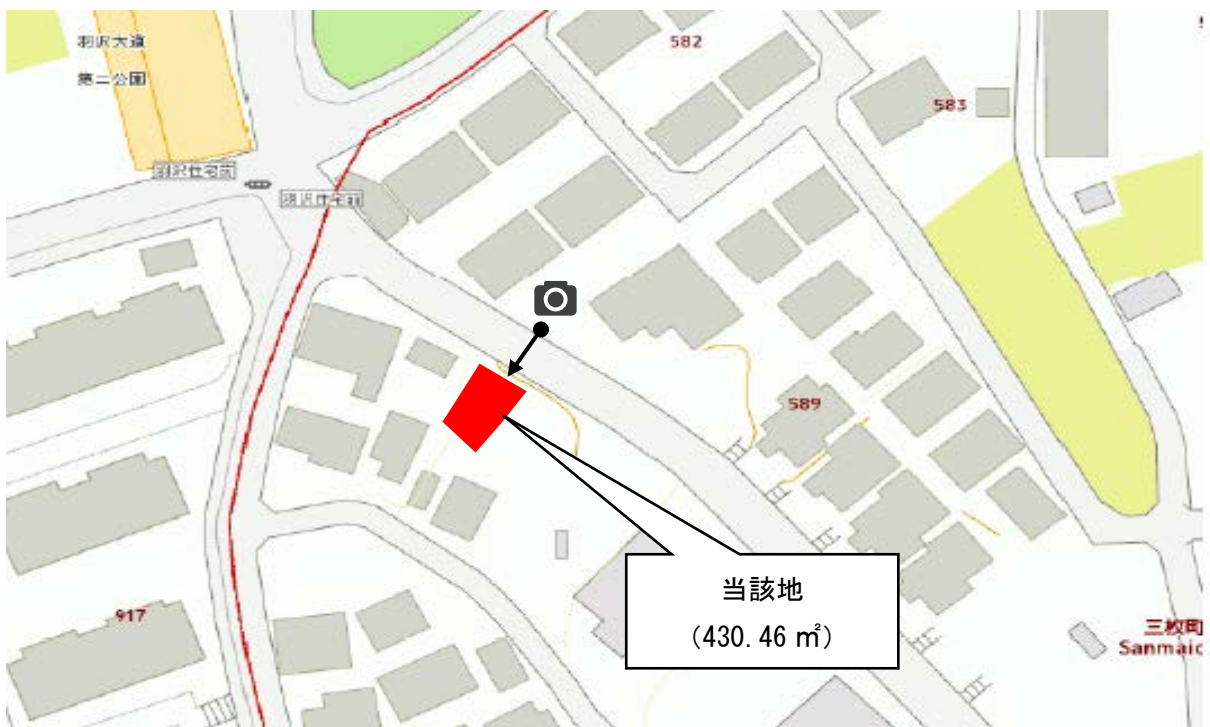 羽沢大道
第二公園
582
583
羽沢住宅前
羽沢住宅前
589
当該地
(430.46 ㎡)
917
三枚町
Sanmaic